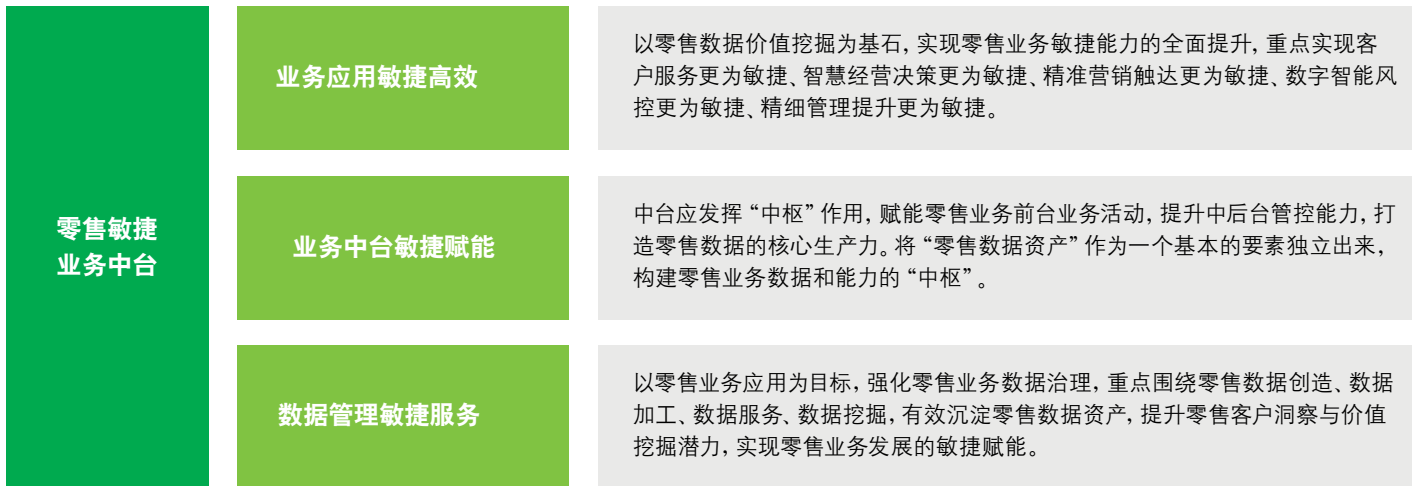 零售敏捷
业务中台
业务应用敏捷高效
以零售数据价值挖掘为基石,实现零售业务敏捷能力的全面提升,重点实现客
户服务更为敏捷、智慧经营决策更为敏捷、精准营销触达更为敏捷、数字智能风
控更为敏捷、精细管理提升更为敏捷。
业务中台敏捷赋能
中台应发挥“中枢”作用,赋能零售业务前台业务活动,提升中后台管控能力,打
造零售数据的核心生产力。将“零售数据资产”作为一个基本的要素独立出来,
构建零售业务数据和能力的“中枢”。
数据管理敏捷服务
以零售业务应用为目标,强化零售业务数据治理,重点围绕零售数据创造、数据
加工、数据服务、数据挖掘,有效沉淀零售数据资产,提升零售客户洞察与价值
挖掘潜力,实现零售业务发展的敏捷赋能。